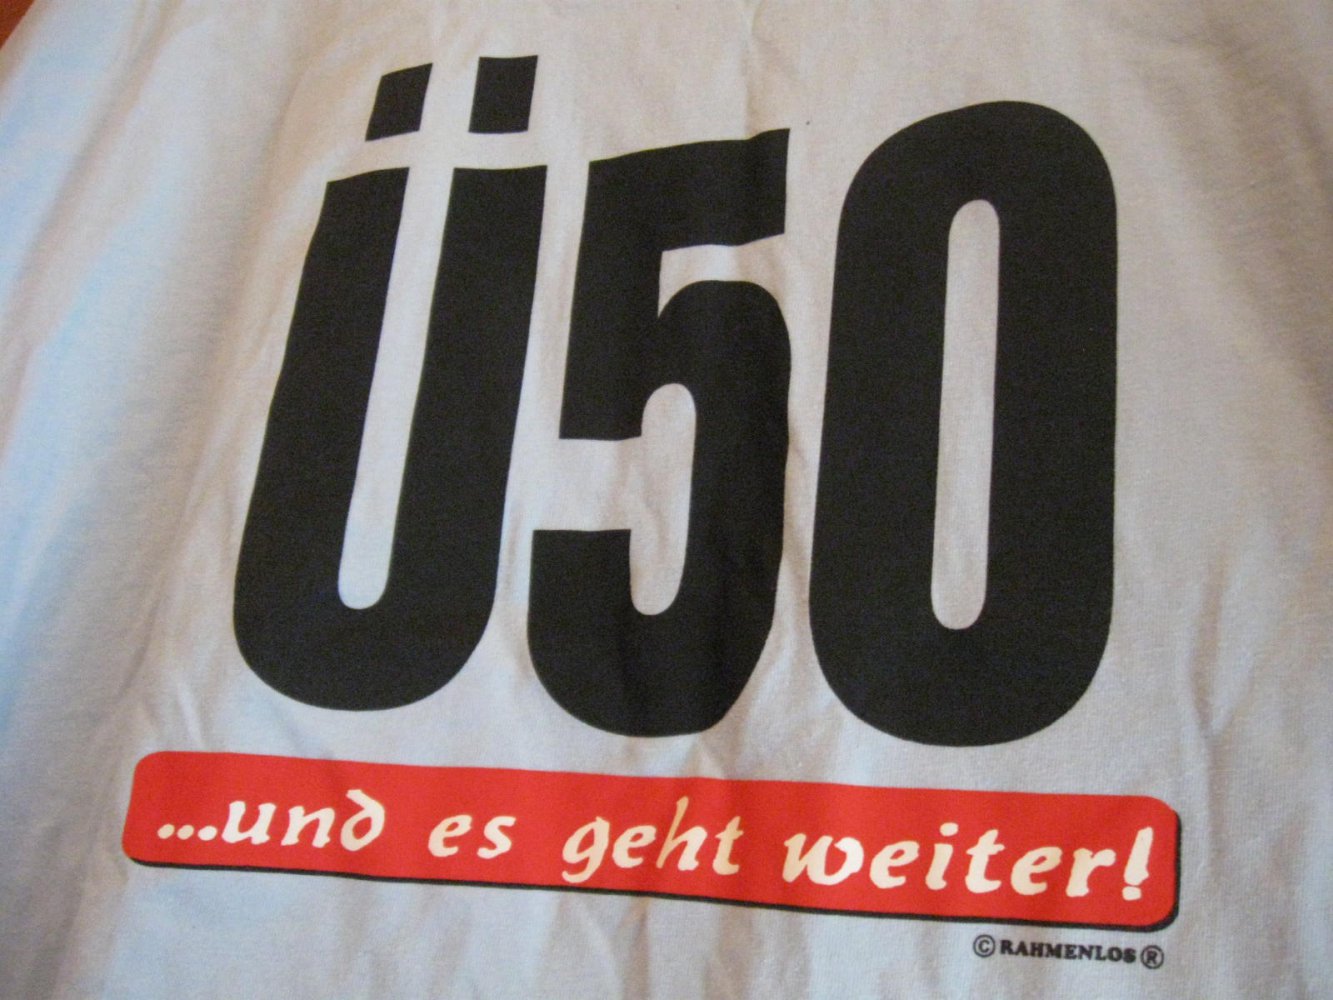 Ü50
...und es geht weiter!
© RAHMENLOS ®